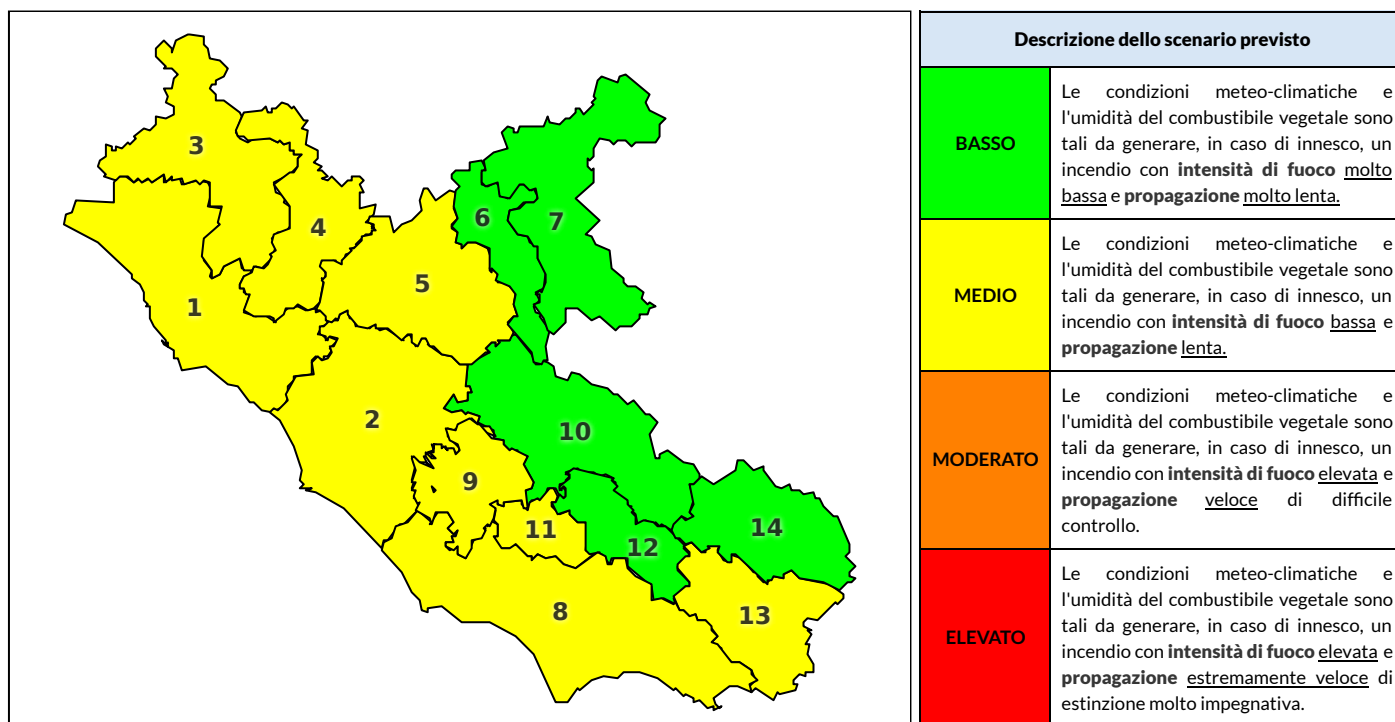 3
4
6
7
1
5
2
10
9
11
12
14
8
13
Descrizione dello scenario previsto
BASSO
Le condizioni meteo-climatiche e
l'umidità del combustibile vegetale sono
tali da generare, in caso di innesco, un
incendio con intensità di fuoco molto
bassa e propagazione molto lenta.
MEDIO
Le condizioni meteo-climatiche e
l'umidità del combustibile vegetale sono
tali da generare, in caso di innesco, un
incendio con intensità di fuoco bassa e
propagazione lenta.
MODERATO
Le condizioni meteo-climatiche e
l'umidità del combustibile vegetale sono
tali da generare, in caso di innesco, un
incendio con intensità di fuoco elevata e
propagazione veloce di difficile
controllo.
ELEVATO
Le condizioni meteo-climatiche e
l'umidità del combustibile vegetale sono
tali da generare, in caso di innesco, un
incendio con intensità di fuoco elevata e
propagazione estremamente veloce di
estinzione molto impegnativa.